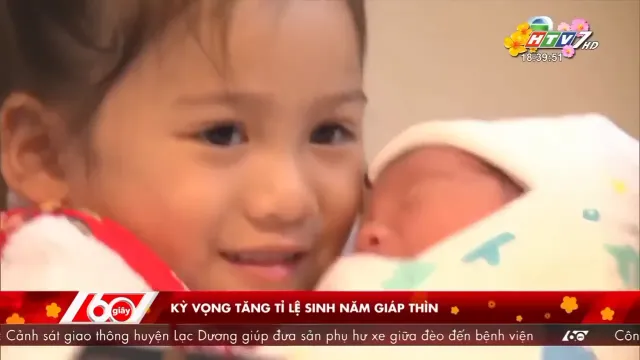 HTV7 HD
18:39:51
60 giây KỲ VỌNG TĂNG TỈ LỆ SINH NĂM GIÁP THÌN
Cảnh sát giao thông huyện Lạc Dương giúp đưa sản phụ hư xe giữa đèo đến bệnh viện 60 Côn